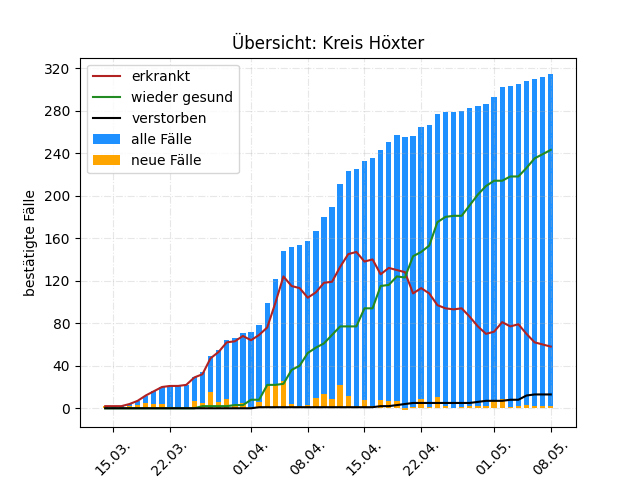 Übersicht: Kreis Höxter
erkrankt
wieder gesund
verstorben
alle Fälle
neue Fälle
bestätigte Fälle
320
280
240
200
160
120
80
40
0
15.03.
22.03.
01.04.
08.04.
15.04.
22.04.
01.05.
08.05.